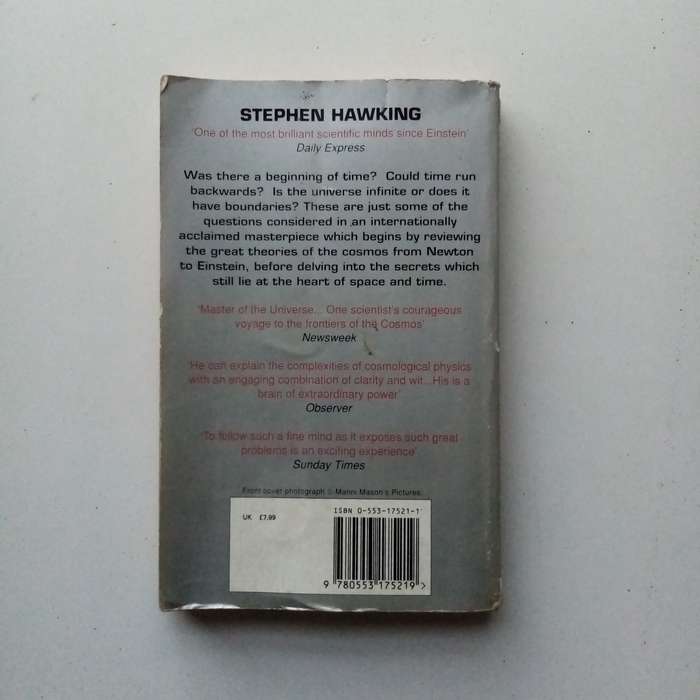 STEPHEN HAWKING
'One of the most brilliant scientific minds since Einstein'
Daily Express
Was there a beginning of time? Could time run
backwards? Is the universe infinite or does it
have boundaries? These are just some of the
questions considered in an internationally
acclaimed masterpiece which begins by reviewing
the great theories of the cosmos from Newton
to Einstein, before delving into the secrets which
still lie at the heart of space and time.
'Master of the Universe... One scientist's courageous
voyage to the frontiers of the Cosmos'
Newsweek
'He can explain the complexities of cosmological physics
with an engaging combination of clarity and wit...His is a
brain of extraordinary power'
Observer
'To follow such a fine mind as it exposes such great
problems is an exciting experience'
Sunday Times
Front cover photograph © Manni Mason's Pictures
UK £7.99
ISBN 0-553-17521-1
9 780553 175219 >